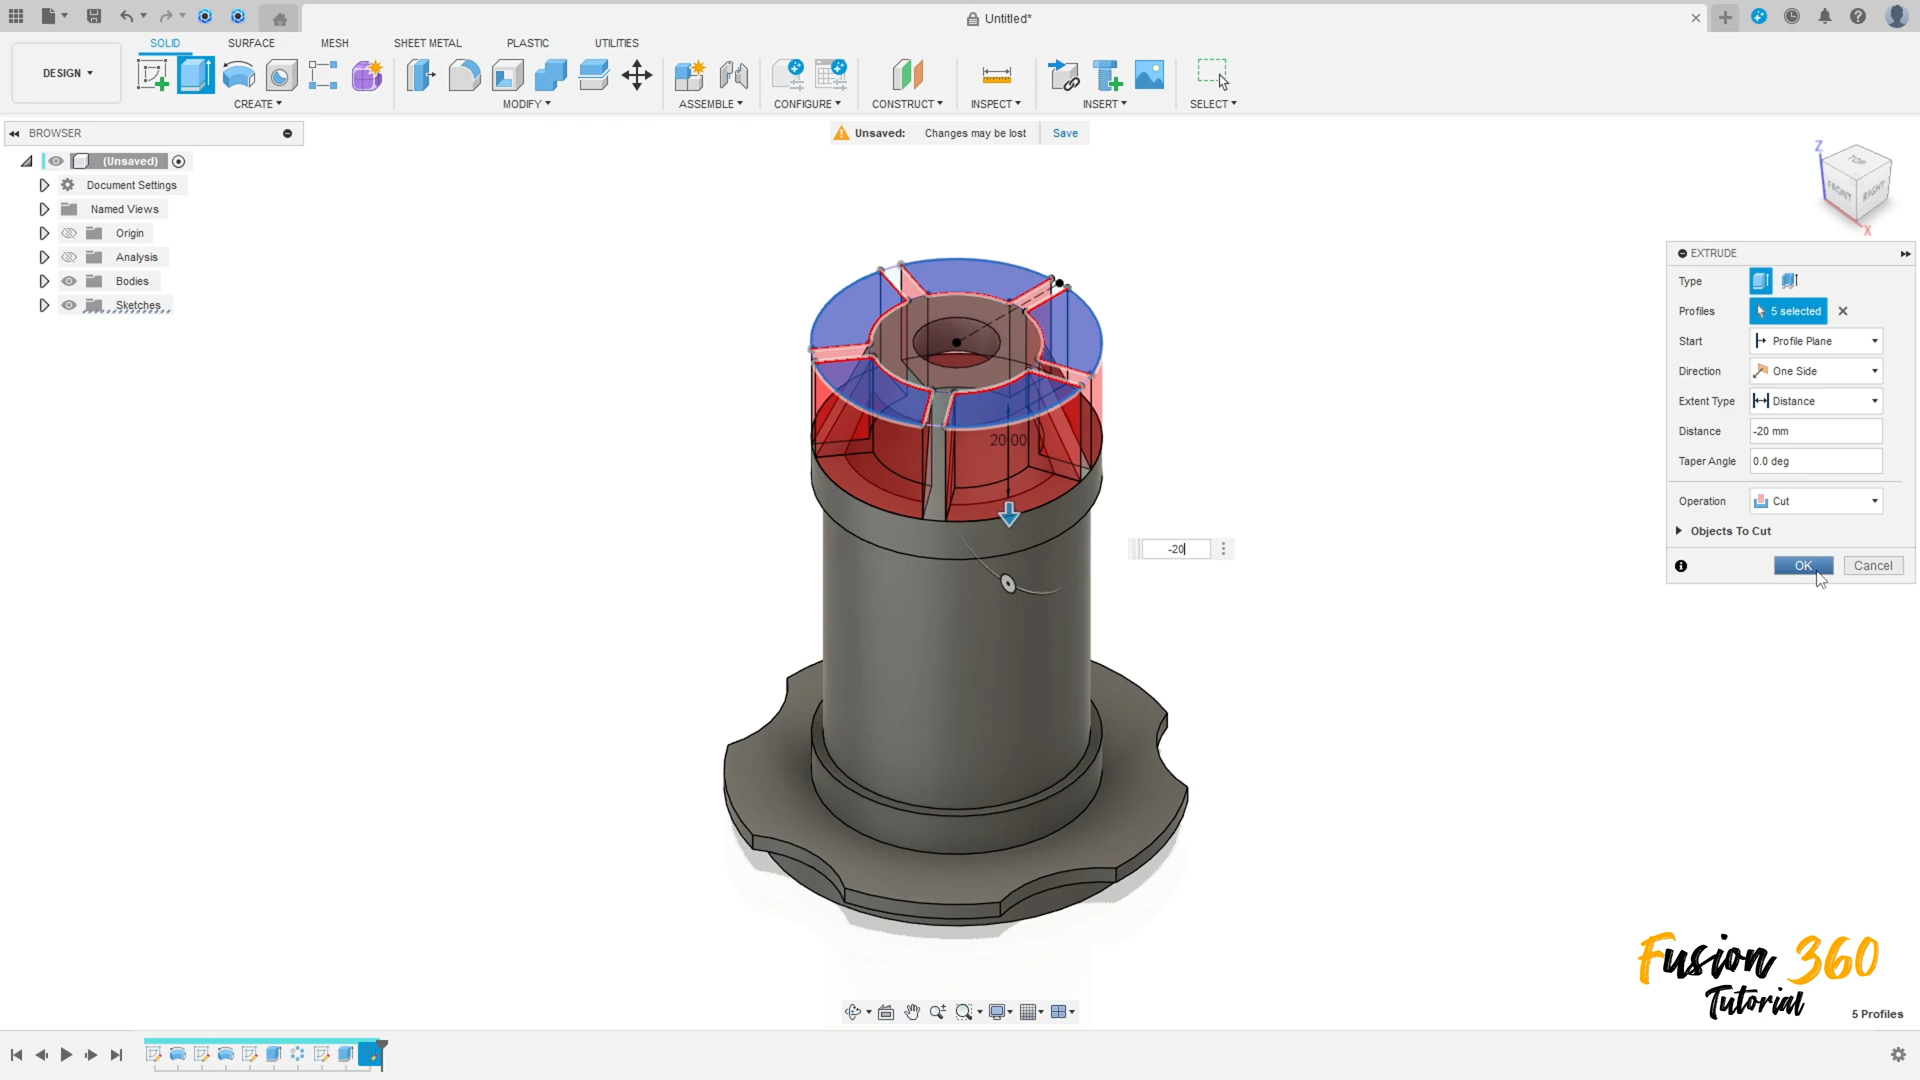 Untitled*
SOLID SURFACE MESH SHEET METAL PLASTIC UTILITIES
DESIGN
CREATE MODIFY ASSEMBLE CONFIGURE CONSTRUCT INSPECT INSERT SELECT
BROWSER
Unsaved: Changes may be lost Save
(Unsaved)
Document Settings
Named Views
Origin
Analysis
Bodies
Sketches
Z
TOP
FRONT
RIGHT
X
EXTRUDE
Type
Profiles 5 selected
Start Profile Plane
Direction One Side
Extent Type Distance
Distance -20 mm
Taper Angle 0.0 deg
Operation Cut
Objects To Cut
OK Cancel
20.00
-20
Fusion 360
Tutorial
5 Profiles